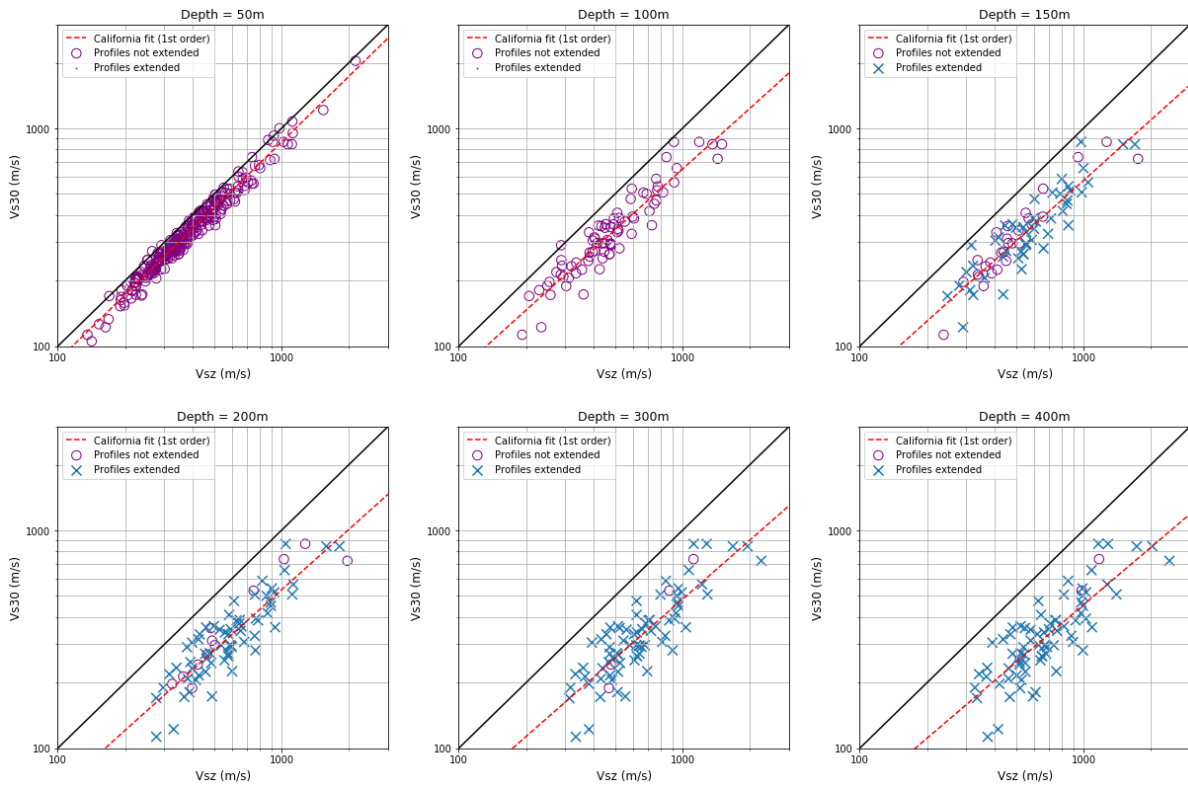 Depth = 50m
California fit (1st order)
Profiles not extended
Profiles extended
1000
100
Vs30 (m/s)
100
1000
Vsz (m/s)
Depth = 100m
California fit (1st order)
Profiles not extended
Profiles extended
1000
100
Vs30 (m/s)
100
1000
Vsz (m/s)
Depth = 150m
California fit (1st order)
Profiles not extended
Profiles extended
1000
100
Vs30 (m/s)
100
1000
Vsz (m/s)
Depth = 200m
California fit (1st order)
Profiles not extended
Profiles extended
1000
100
Vs30 (m/s)
100
1000
Vsz (m/s)
Depth = 300m
California fit (1st order)
Profiles not extended
Profiles extended
1000
100
Vs30 (m/s)
100
1000
Vsz (m/s)
Depth = 400m
California fit (1st order)
Profiles not extended
Profiles extended
1000
100
Vs30 (m/s)
100
1000
Vsz (m/s)